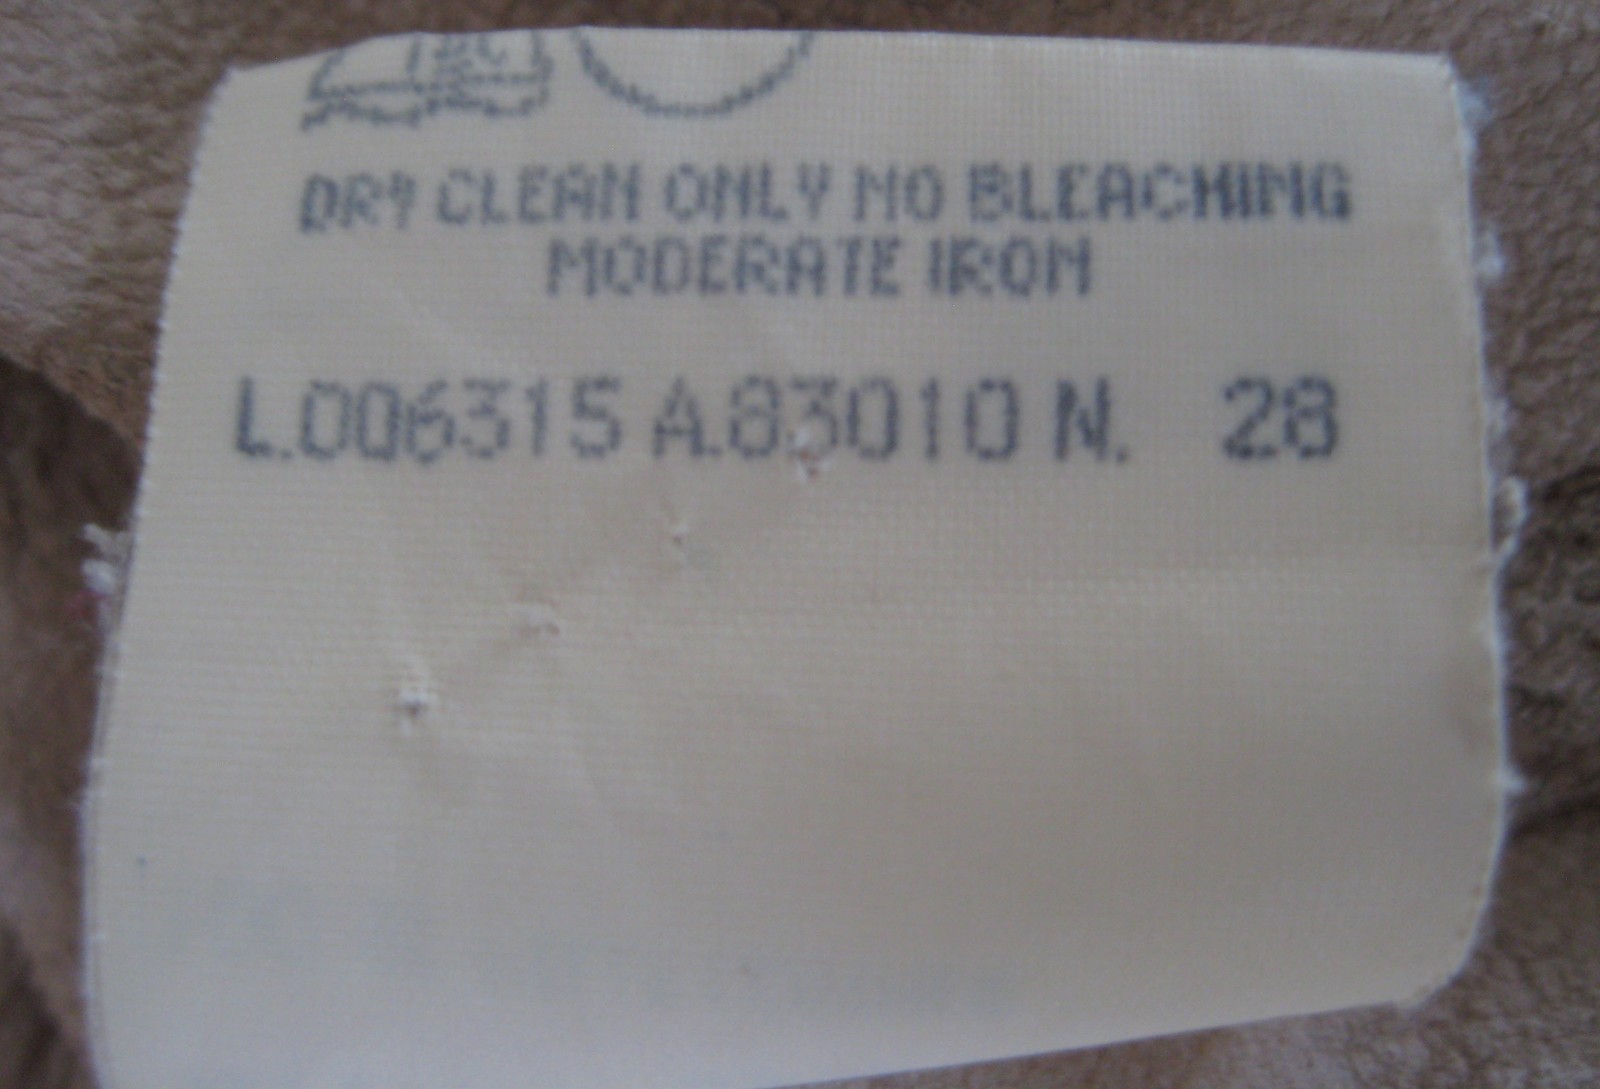 DRY CLEAN ONLY NO BLEACHING
MODERATE IRON
L.006315 A.83010 N. 28